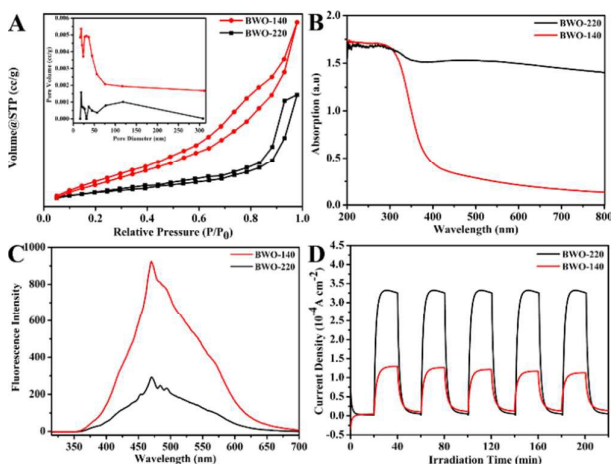 A
BWO-140
BWO-220
Pore Volume (cc/g)
0.006
0.005
0.004
0.003
0.002
0.001
0.000
0 50 100 150 200 250 300
Pore Diameter (nm)
Volume@STP (cc/g)
0.0 0.2 0.4 0.6 0.8 1.0
Relative Pressure (P/P0)
B
BWO-220
BWO-140
Absorption (a.u)
2.0
1.5
1.0
0.5
0.0
200 300 400 500 600 700 800
Wavelength (nm)
C
BWO-140
BWO-220
Fluorescence Intensity
1000
800
600
400
200
0
350 400 450 500 550 600 650 700
Wavelength (nm)
D
BWO-220
BWO-140
Current Density (10-4A cm-2)
4.5
4.0
3.5
3.0
2.5
2.0
1.5
1.0
0.5
0.0
0 40 80 120 160 200
Irradiation Time (min)